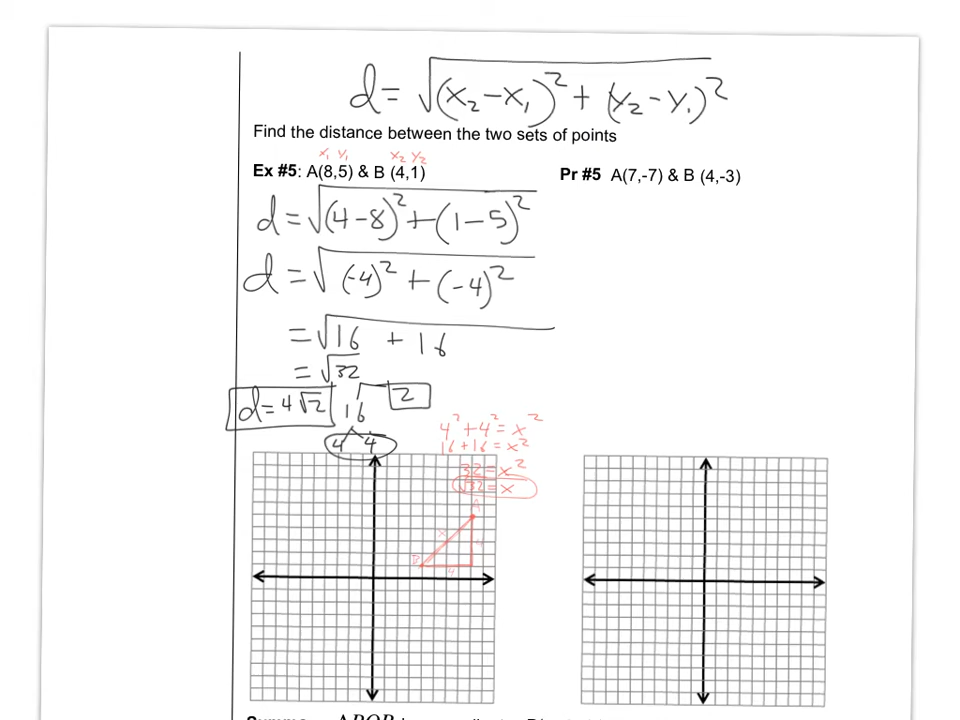 d = √(x₂ - x₁)² + (y₂ - y₁)²
Find the distance between the two sets of points
x₁ y₁ x₂ y₂
Ex #5: A(8,5) & B (4,1)
Pr #5 A(7,-7) & B (4,-3)
d = √(4-8)² + (1-5)²
d = √(-4)² + (-4)²
= √16 + 16
= √32
d = 4√2
16 2
4 4
4² + 4² = x²
16 + 16 = x²
32 = x²
√32 = x
A
x 4
B
4